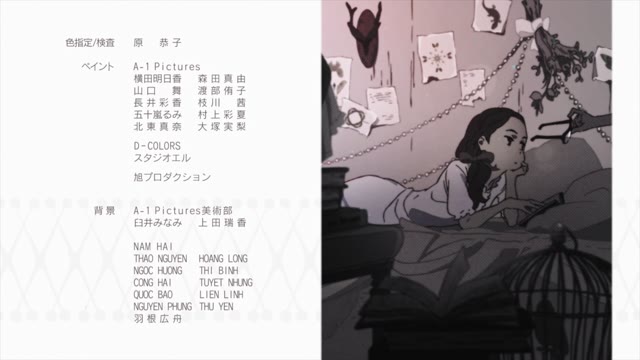 色指定/検査 原 恭子
ペイント A-1 Pictures
横田明日香 森田真由
山口 舞 渡部侑子
長井彩香 枝川 茜
五十嵐るみ 村上彩夏
北東真奈 大塚実梨
D-COLORS
スタジオエル
旭プロダクション
背景 A-1 Pictures美術部
臼井みなみ 上田瑞香
NAM HAI
THAO NGUYEN HOANG LONG
NGOC HUONG THI BINH
CONG HAI TUYET NHUNG
QUOC BAO LIEN LINH
NGUYEN PHUNG THU YEN
羽根広舟